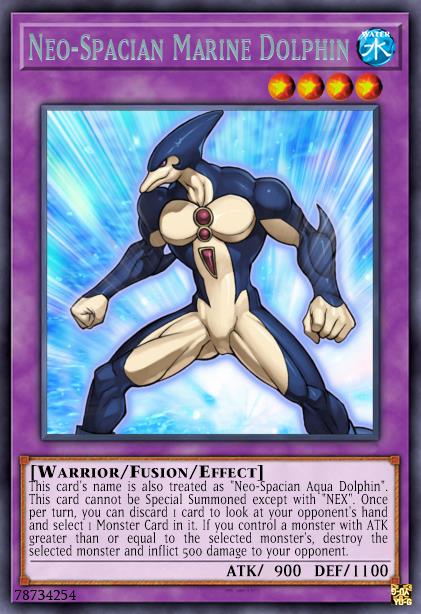 NEO-SPACIAN MARINE DOLPHIN
WATER
水
[WARRIOR/FUSION/EFFECT]
This card's name is also treated as "Neo-Spacian Aqua Dolphin".
This card cannot be Special Summoned except with "NEX". Once
per turn, you can discard 1 card to look at your opponent's hand
and select 1 Monster Card in it. If you control a monster with ATK
greater than or equal to the selected monster's, destroy the
selected monster and inflict 500 damage to your opponent.
ATK/ 900 DEF/1100
78734254